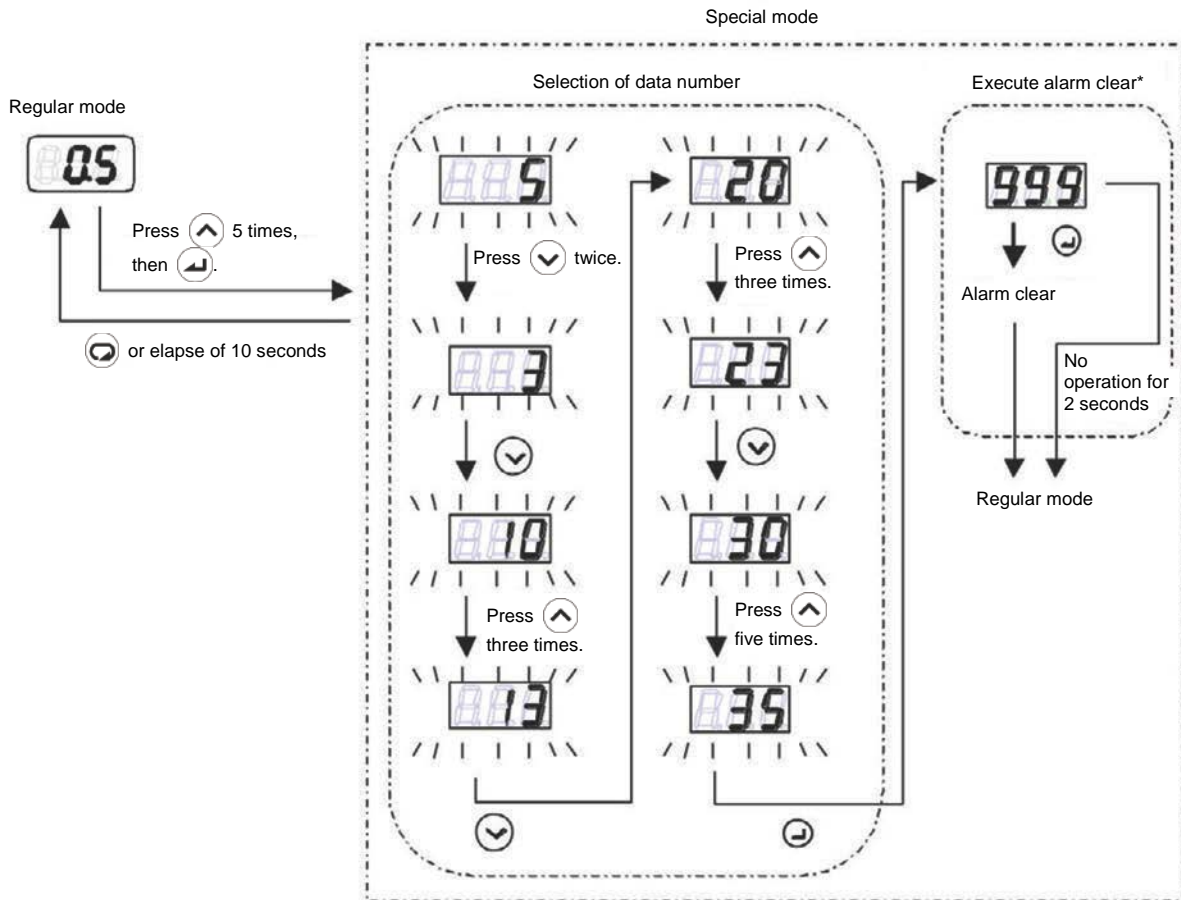 Special mode
Selection of data number
Execute alarm clear*
Regular mode
0.5
Press 5 times,
then .
or elapse of 10 seconds
5
Press twice.
3
10
Press
three times.
13
20
Press
three times.
23
30
Press
five times.
35
999
Alarm clear
No
operation for
2 seconds
Regular mode